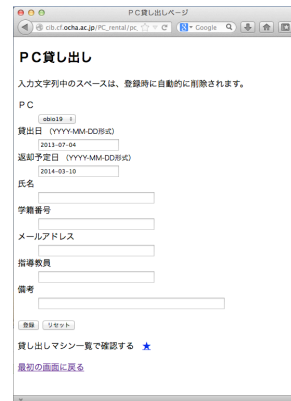 PC貸し出しページ
cib.cf.ocha.ac.jp/PC_rental/pc_
Google
PC貸し出し
入力文字列中のスペースは、登録時に自動的に削除されます。
PC
obio19
貸出日 (YYYY-MM-DD形式)
2013-07-04
返却予定日 (YYYY-MM-DD形式)
2014-03-10
氏名
学籍番号
メールアドレス
指導教員
備考
登録 リセット
貸し出しマシン一覧で確認する ★
最初の画面に戻る